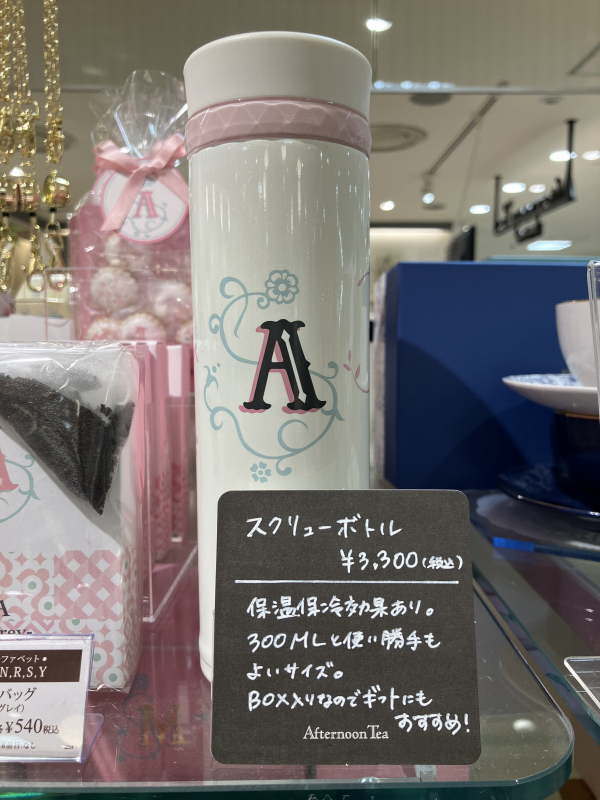 A
A
スクリューボトル
¥3,300(税込)
保温保冷効果あり。
300MLと使い勝手も
よいサイズ。
BOX入りなのでギフトにも
おすすめ!
Afternoon Tea
A
rey-
ファベット●
N,R,S,Y
バッグ
グレイ)
¥540税込
M